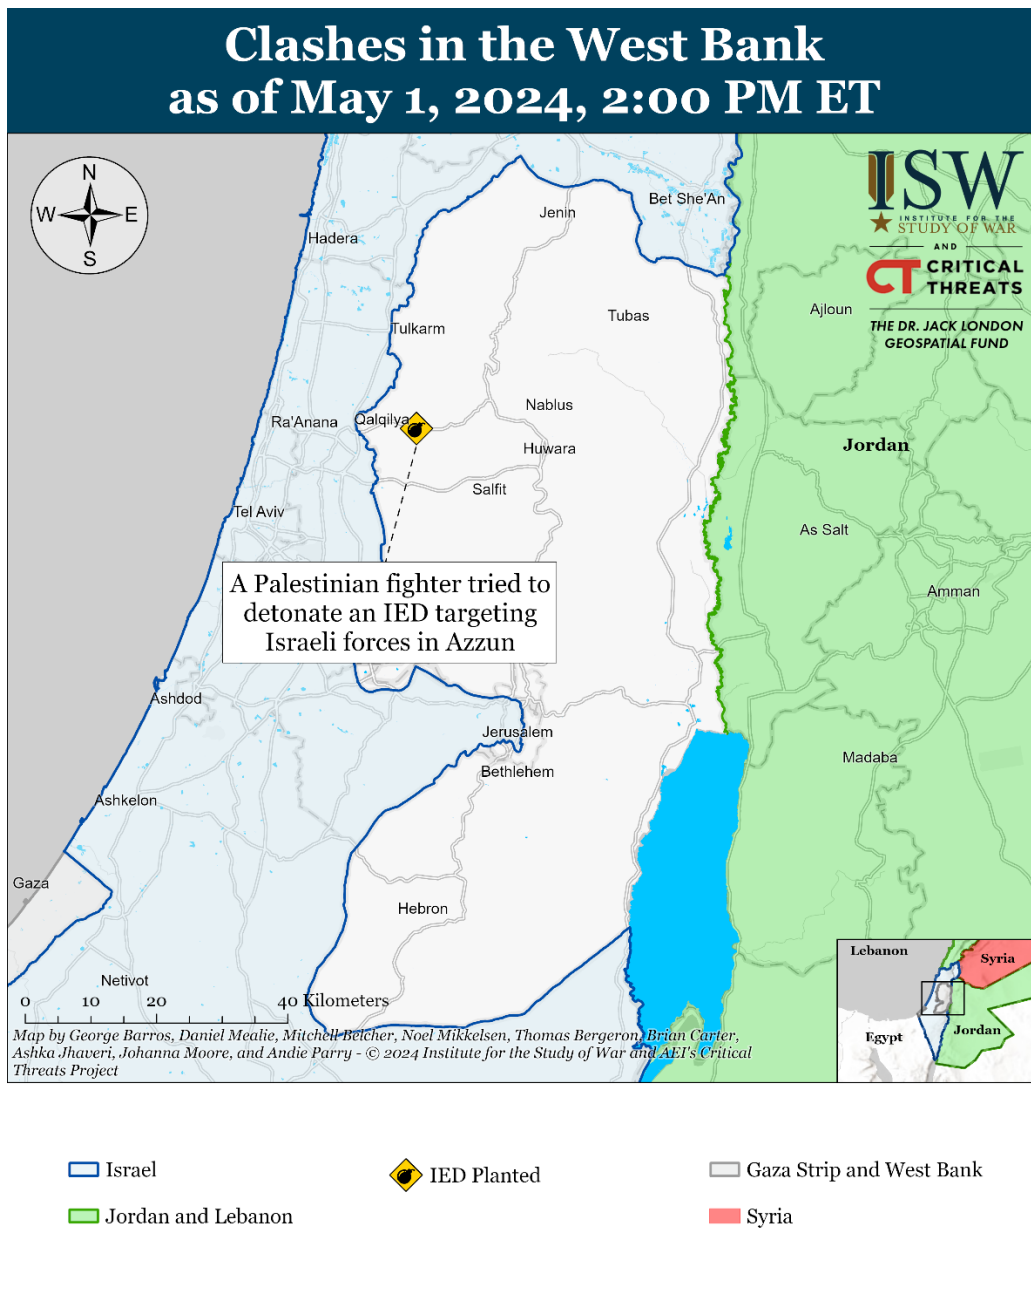 Clashes in the West Bank
as of May 1, 2024, 2:00 PM ET
N
W
E
S
ISW
INSTITUTE FOR THE
STUDY OF WAR
AND
CT CRITICAL
THREATS
THE DR. JACK LONDON
GEOSPATIAL FUND
Bet She'An
Jenin
Hadera
Ajloun
Tubas
Tulkarm
Nablus
Qalqilya
Ra'Anana
Jordan
Huwara
Salfit
Tel Aviv
As Salt
A Palestinian fighter tried to
detonate an IED targeting
Israeli forces in Azzun
Amman
Ashdod
Jerusalem
Madaba
Bethlehem
Ashkelon
Gaza
Hebron
Netivot
Lebanon
Syria
Egypt
Jordan
0 10 20 40 Kilometers
Map by George Barros, Daniel Mealie, Mitchell Belcher, Noel Mikkelsen, Thomas Bergeron, Brian Carter,
Ashka Jhaveri, Johanna Moore, and Andie Parry - © 2024 Institute for the Study of War and AEI's Critical
Threats Project
Israel
IED Planted
Gaza Strip and West Bank
Jordan and Lebanon
Syria